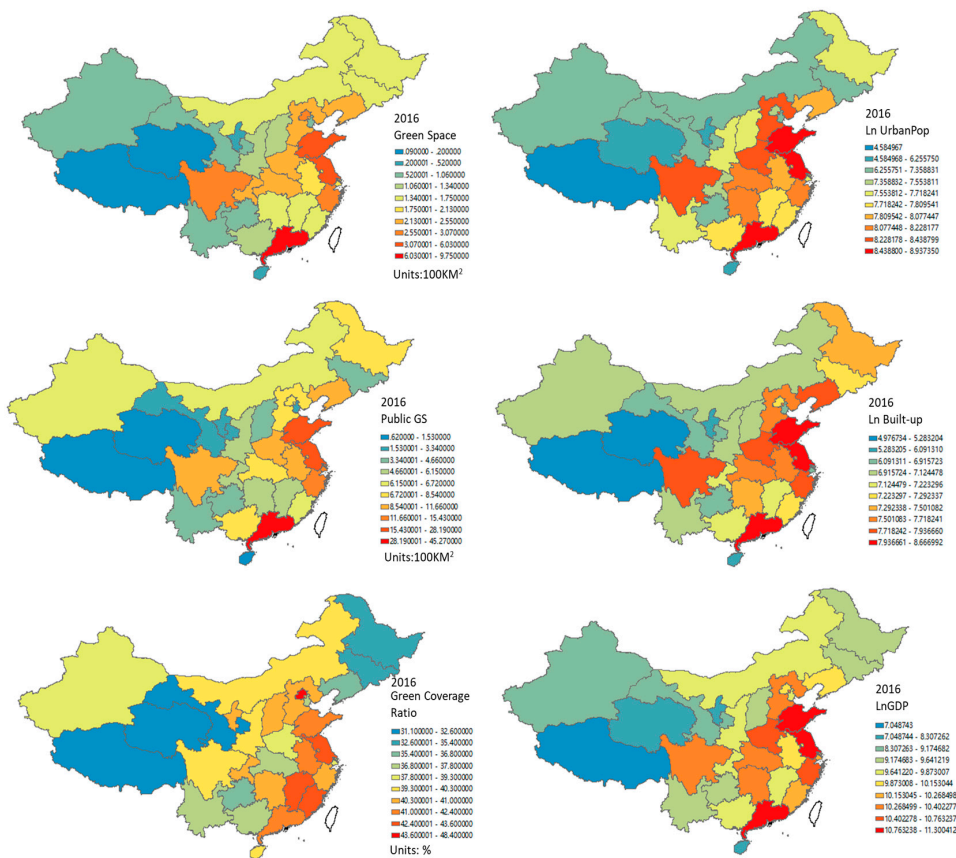 2016
Green Space
.090000 - .200000
.200001 - .520000
.520001 - 1.060000
1.060001 - 1.340000
1.340001 - 1.750000
1.750001 - 2.130000
2.130001 - 2.550000
2.550001 - 3.070000
3.070001 - 6.030000
6.030001 - 9.750000
Units:100KM²
2016
Ln UrbanPop
4.584967
4.584968 - 6.255750
6.255751 - 7.358831
7.358832 - 7.553811
7.553812 - 7.718241
7.718242 - 7.809541
7.809542 - 8.077447
8.077448 - 8.228177
8.228178 - 8.438799
8.438800 - 8.937350
2016
Public GS
.620000 - 1.530000
1.530001 - 3.340000
3.340001 - 4.660000
4.660001 - 6.150000
6.150001 - 6.720000
6.720001 - 8.540000
8.540001 - 11.660000
11.660001 - 15.430000
15.430001 - 28.190000
28.190001 - 45.270000
Units:100KM²
2016
Ln Built-up
4.976734 - 5.283204
5.283205 - 6.091310
6.091311 - 6.915723
6.915724 - 7.124478
7.124479 - 7.223296
7.223297 - 7.292337
7.292338 - 7.501082
7.501083 - 7.718241
7.718242 - 7.936660
7.936661 - 8.666992
2016
Green Coverage
Ratio
31.100000 - 32.600000
32.600001 - 35.400000
35.400001 - 36.800000
36.800001 - 37.800000
37.800001 - 39.300000
39.300001 - 40.300000
40.300001 - 41.000000
41.000001 - 42.400000
42.400001 - 43.600000
43.600001 - 48.400000
Units: %
2016
LnGDP
7.048743
7.048744 - 8.307262
8.307263 - 9.174682
9.174683 - 9.641219
9.641220 - 9.873007
9.873008 - 10.153044
10.153045 - 10.268498
10.268499 - 10.402277
10.402278 - 10.763237
10.763238 - 11.300412